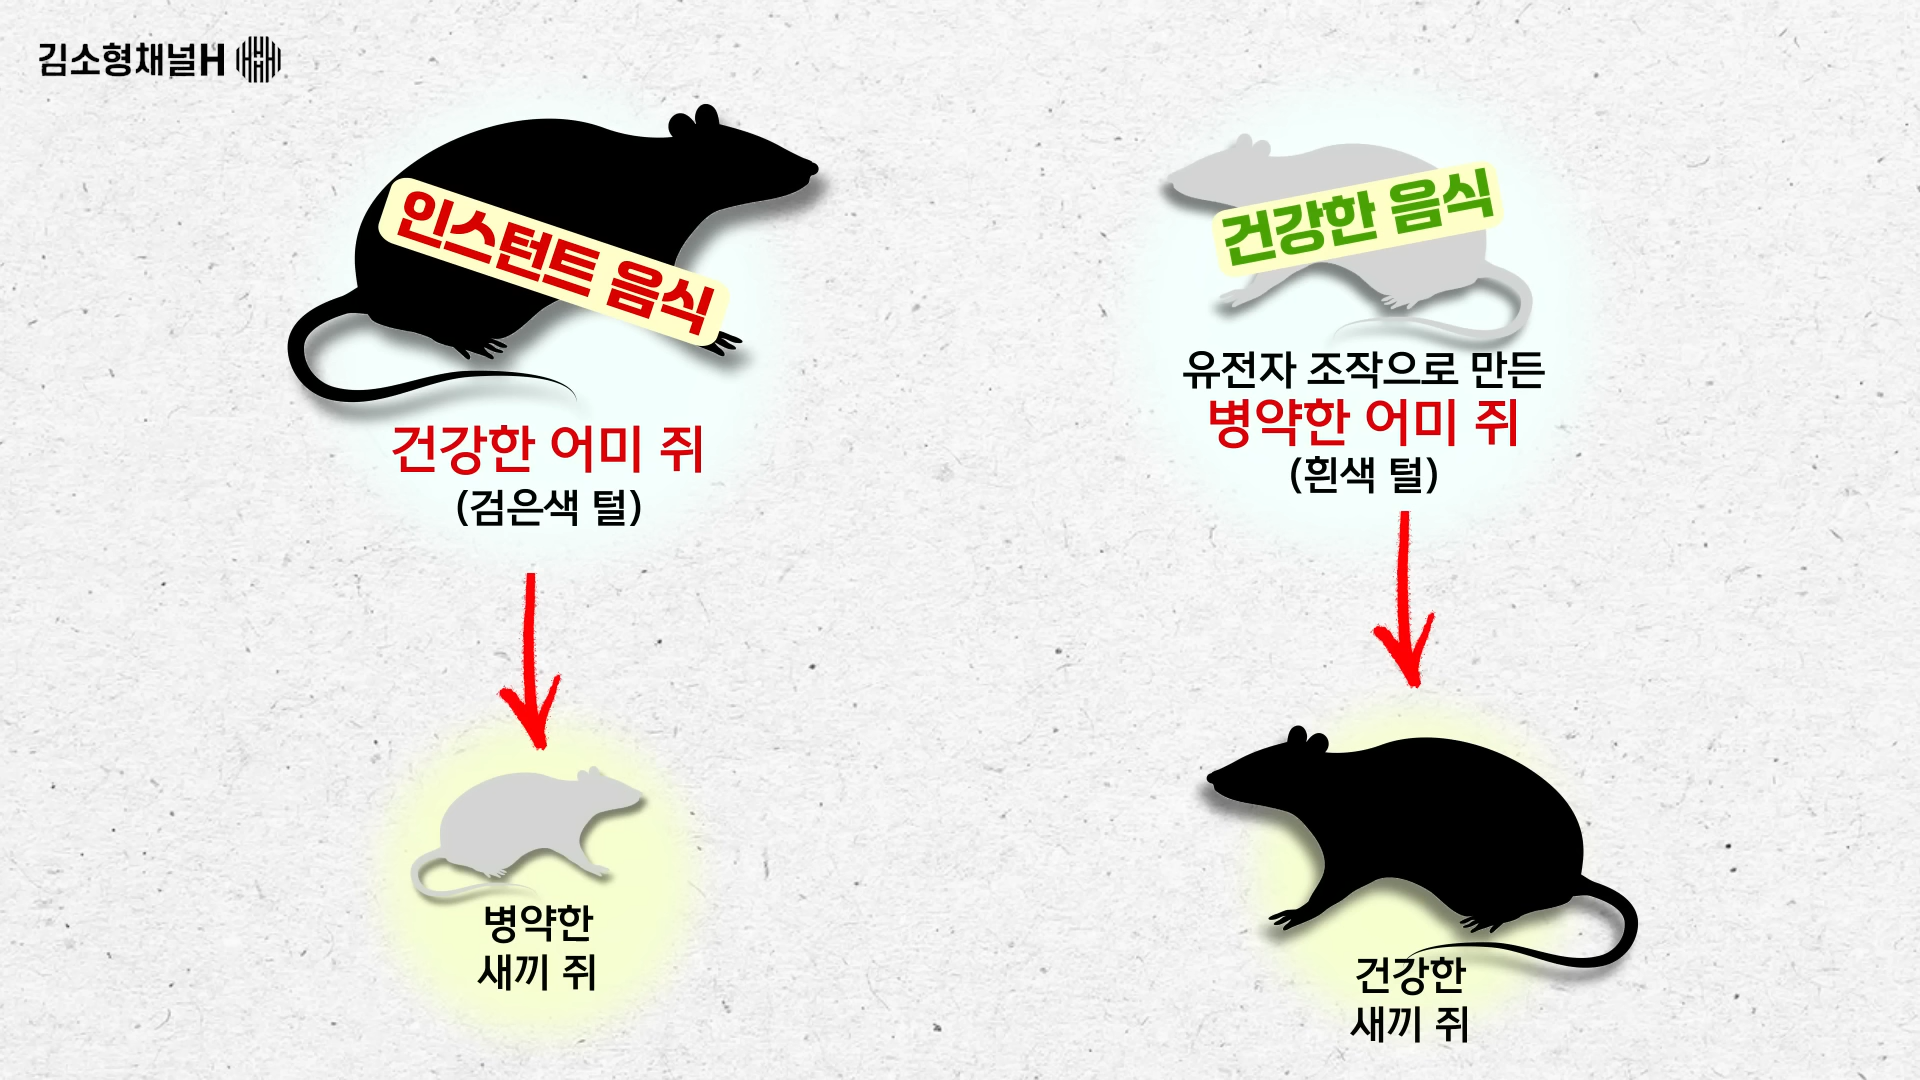 김소형채널H
인스턴트 음식
건강한 어미 쥐
(검은색 털)
병약한
새끼 쥐
건강한 음식
유전자 조작으로 만든
병약한 어미 쥐
(흰색 털)
건강한
새끼 쥐